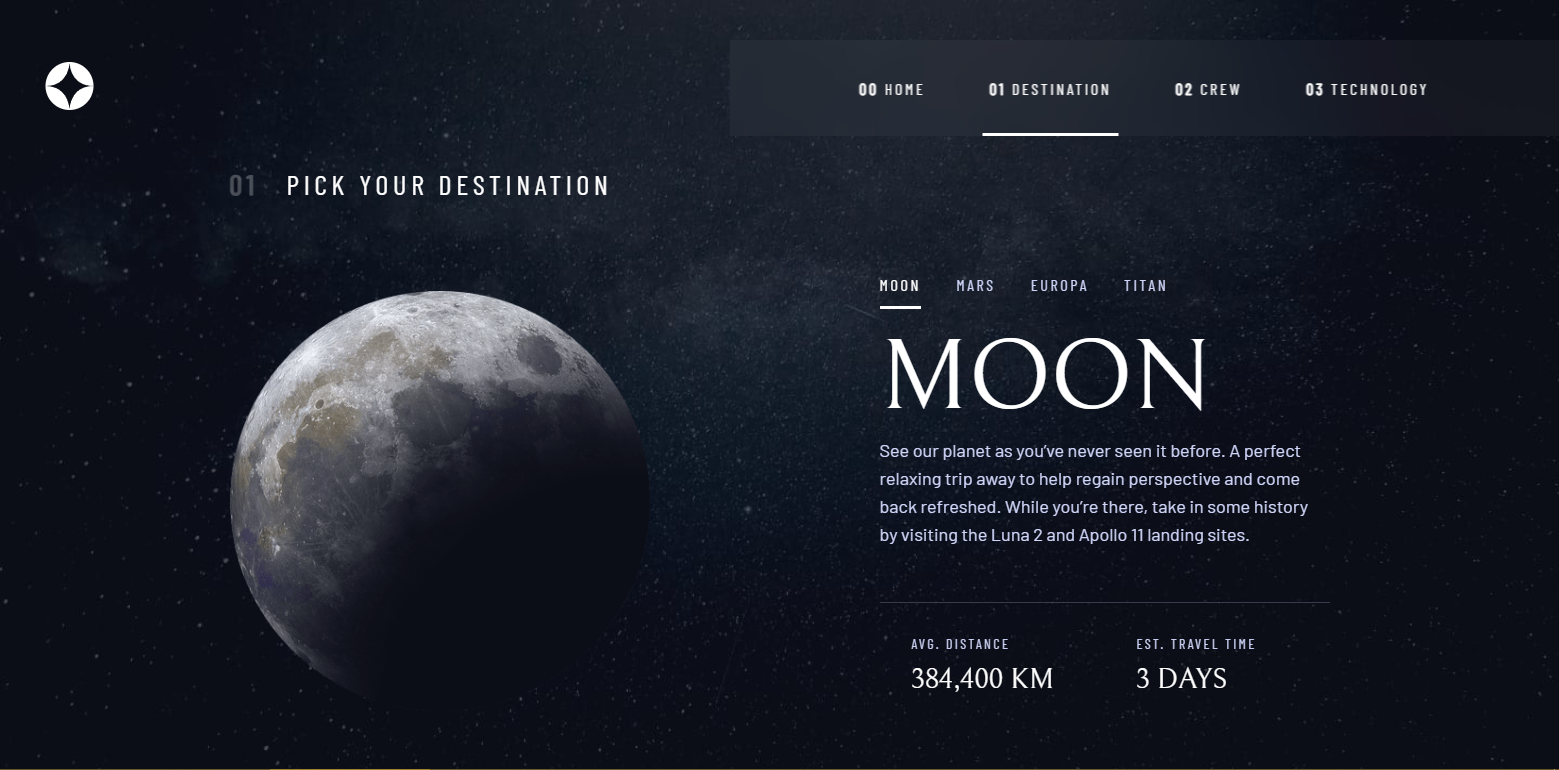 00 HOME
01 DESTINATION
02 CREW
03 TECHNOLOGY
01 PICK YOUR DESTINATION
MOON
MARS
EUROPA
TITAN
MOON
See our planet as you’ve never seen it before. A perfect
relaxing trip away to help regain perspective and come
back refreshed. While you’re there, take in some history
by visiting the Luna 2 and Apollo 11 landing sites.
AVG. DISTANCE
384,400 KM
EST. TRAVEL TIME
3 DAYS